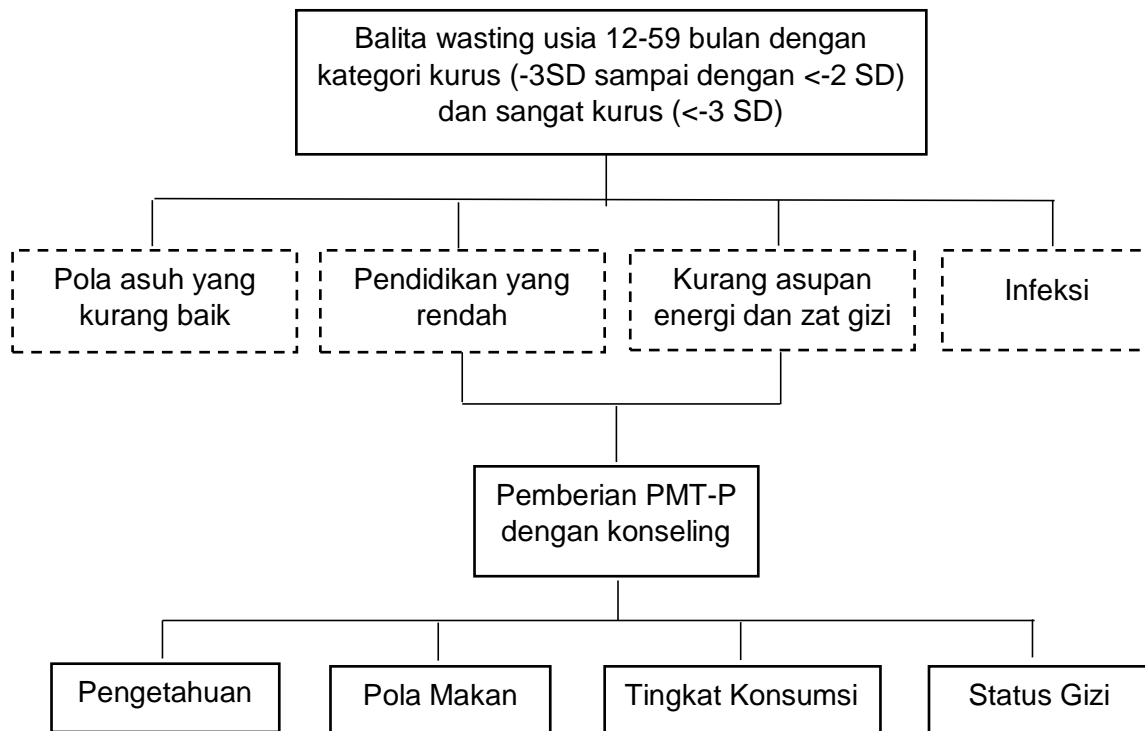 Balita wasting usia 12-59 bulan dengan
kategori kurus (-3SD sampai dengan <-2 SD)
dan sangat kurus (<-3 SD)
Pola asuh yang
kurang baik
Pendidikan yang
rendah
Kurang asupan
energi dan zat gizi
Infeksi
Pemberian PMT-P
dengan konseling
Pengetahuan
Pola Makan
Tingkat Konsumsi
Status Gizi